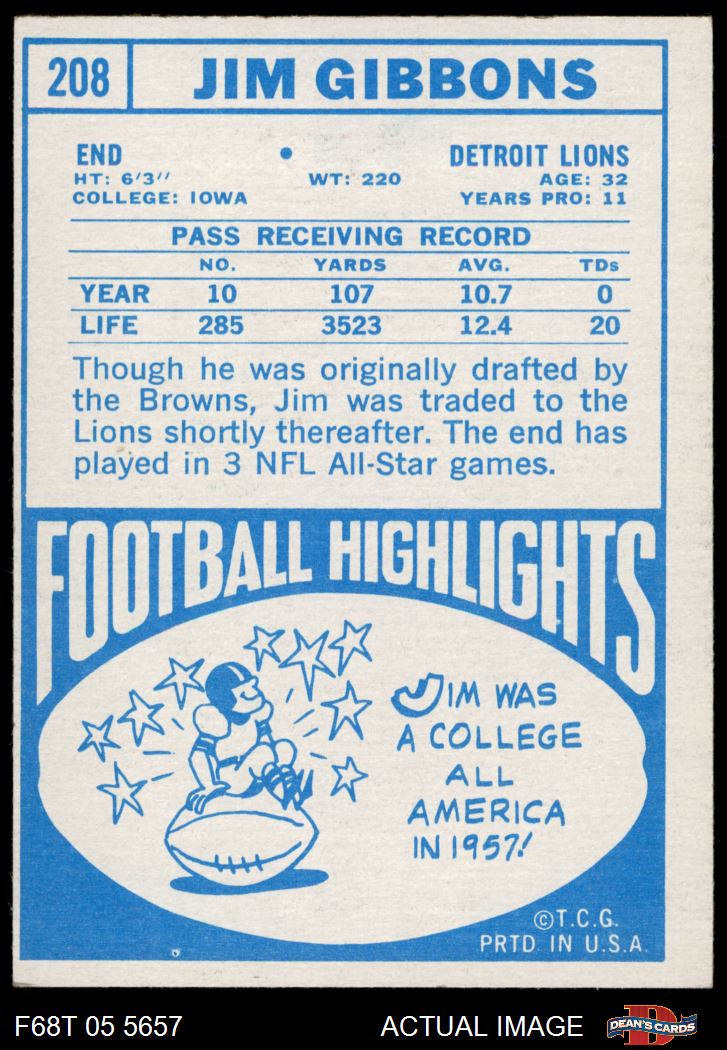 208 JIM GIBBONS
END • DETROIT LIONS
HT: 6'3" WT: 220 AGE: 32
COLLEGE: IOWA YEARS PRO: 11
PASS RECEIVING RECORD
NO. YARDS AVG. TDs
YEAR 10 107 10.7 0
LIFE 285 3523 12.4 20
Though he was originally drafted by
the Browns, Jim was traded to the
Lions shortly thereafter. The end has
played in 3 NFL All-Star games.
FOOTBALL HIGHLIGHTS
JIM WAS
A COLLEGE
ALL
AMERICA
IN 1957!
©T.C.G.
PRTD. IN U.S.A.
F68T 05 5657 ACTUAL IMAGE DEAN'S CARDS